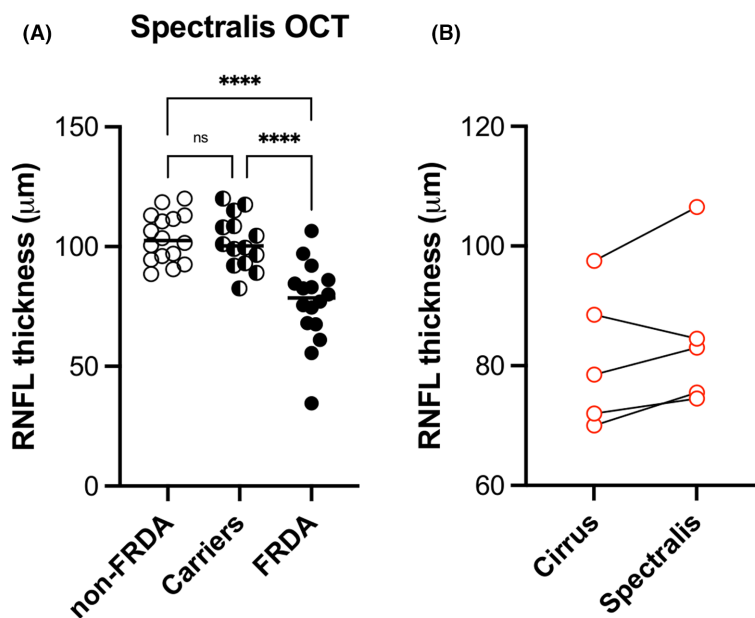 (A)
Spectralis OCT
****
ns
****
RNFL thickness (μm)
150
100
50
0
non-FRDA
Carriers
FRDA
(B)
RNFL thickness (μm)
120
100
80
60
Cirrus
Spectralis